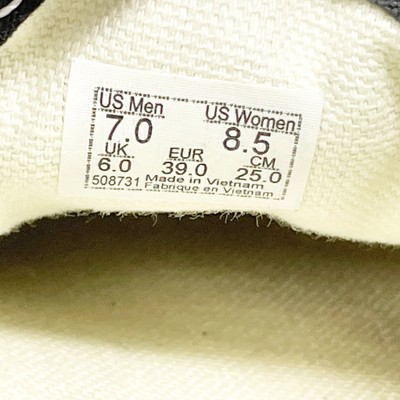 US Men US Women
7.0 8.5
UK EUR CM
6.0 39.0 25.0
508731 Made in Vietnam
Fabrique en Vietnam